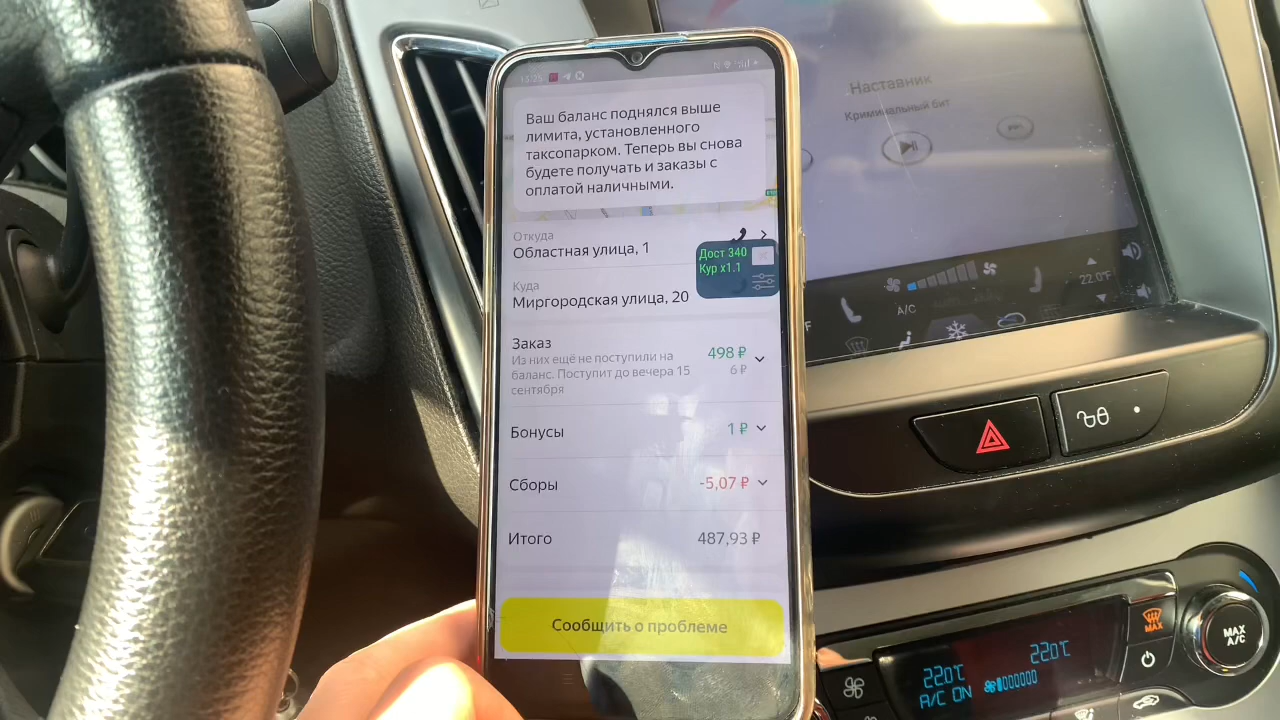 15:25
Ваш баланс поднялся выше
лимита, установленного
таксопарком. Теперь вы снова
будете получать и заказы с
оплатой наличными.
Откуда
Областная улица, 1
Дост 340
Кур x1.1
Куда
Миргородская улица, 20
Заказ
Из них ещё не поступили на
баланс. Поступит до вечера 15
сентября
498 ₽
6 ₽
Бонусы
1 ₽
Сборы
-5,07 ₽
Итого
487,93 ₽
Сообщить о проблеме
Наставник
Криминальный бит
A/C
22.0°F
MAX
MAX
A/C
22.0°C
22.0°C
A/C ON